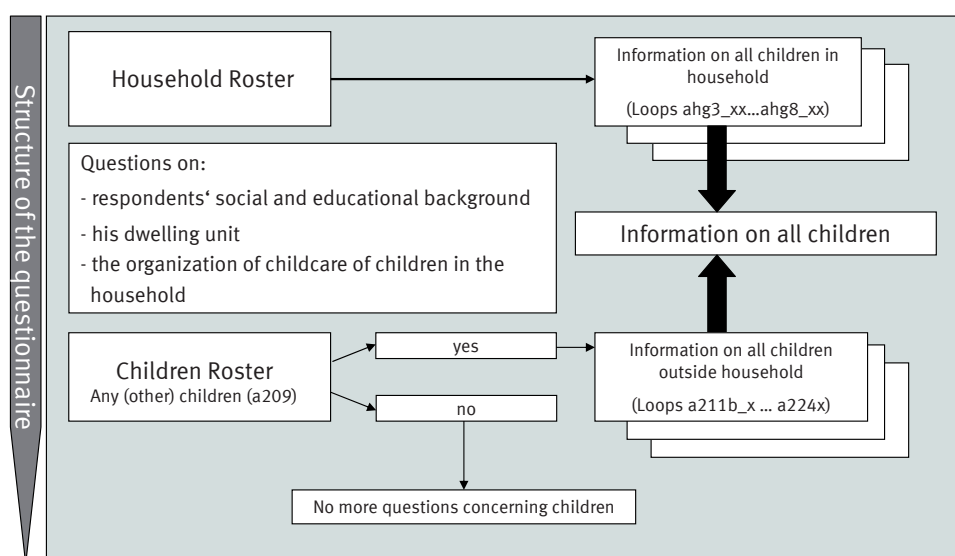 Structure of the questionnaire
Household Roster
Information on all children in
household
(Loops ahg3_xx...ahg8_xx)
Questions on:
- respondents‘ social and educational background
- his dwelling unit
- the organization of childcare of children in the
household
Information on all children
Children Roster
Any (other) children (a209)
yes
no
Information on all children
outside household
(Loops a211b_x ... a224x)
No more questions concerning children